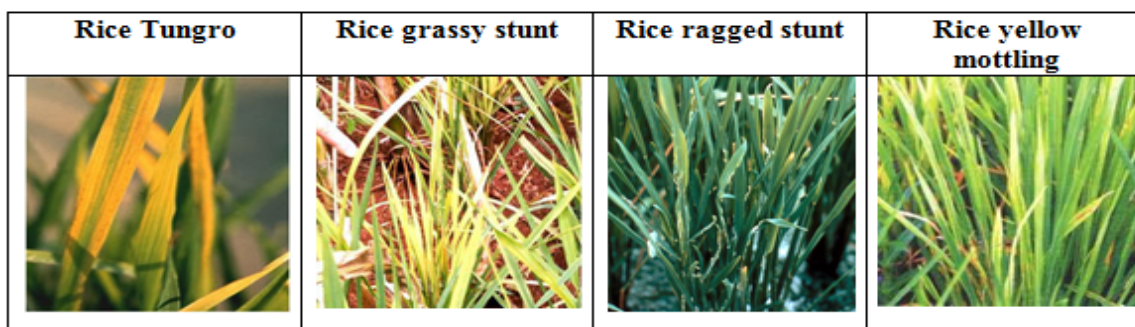 Rice Tungro
Rice grassy stunt
Rice ragged stunt
Rice yellow
mottling